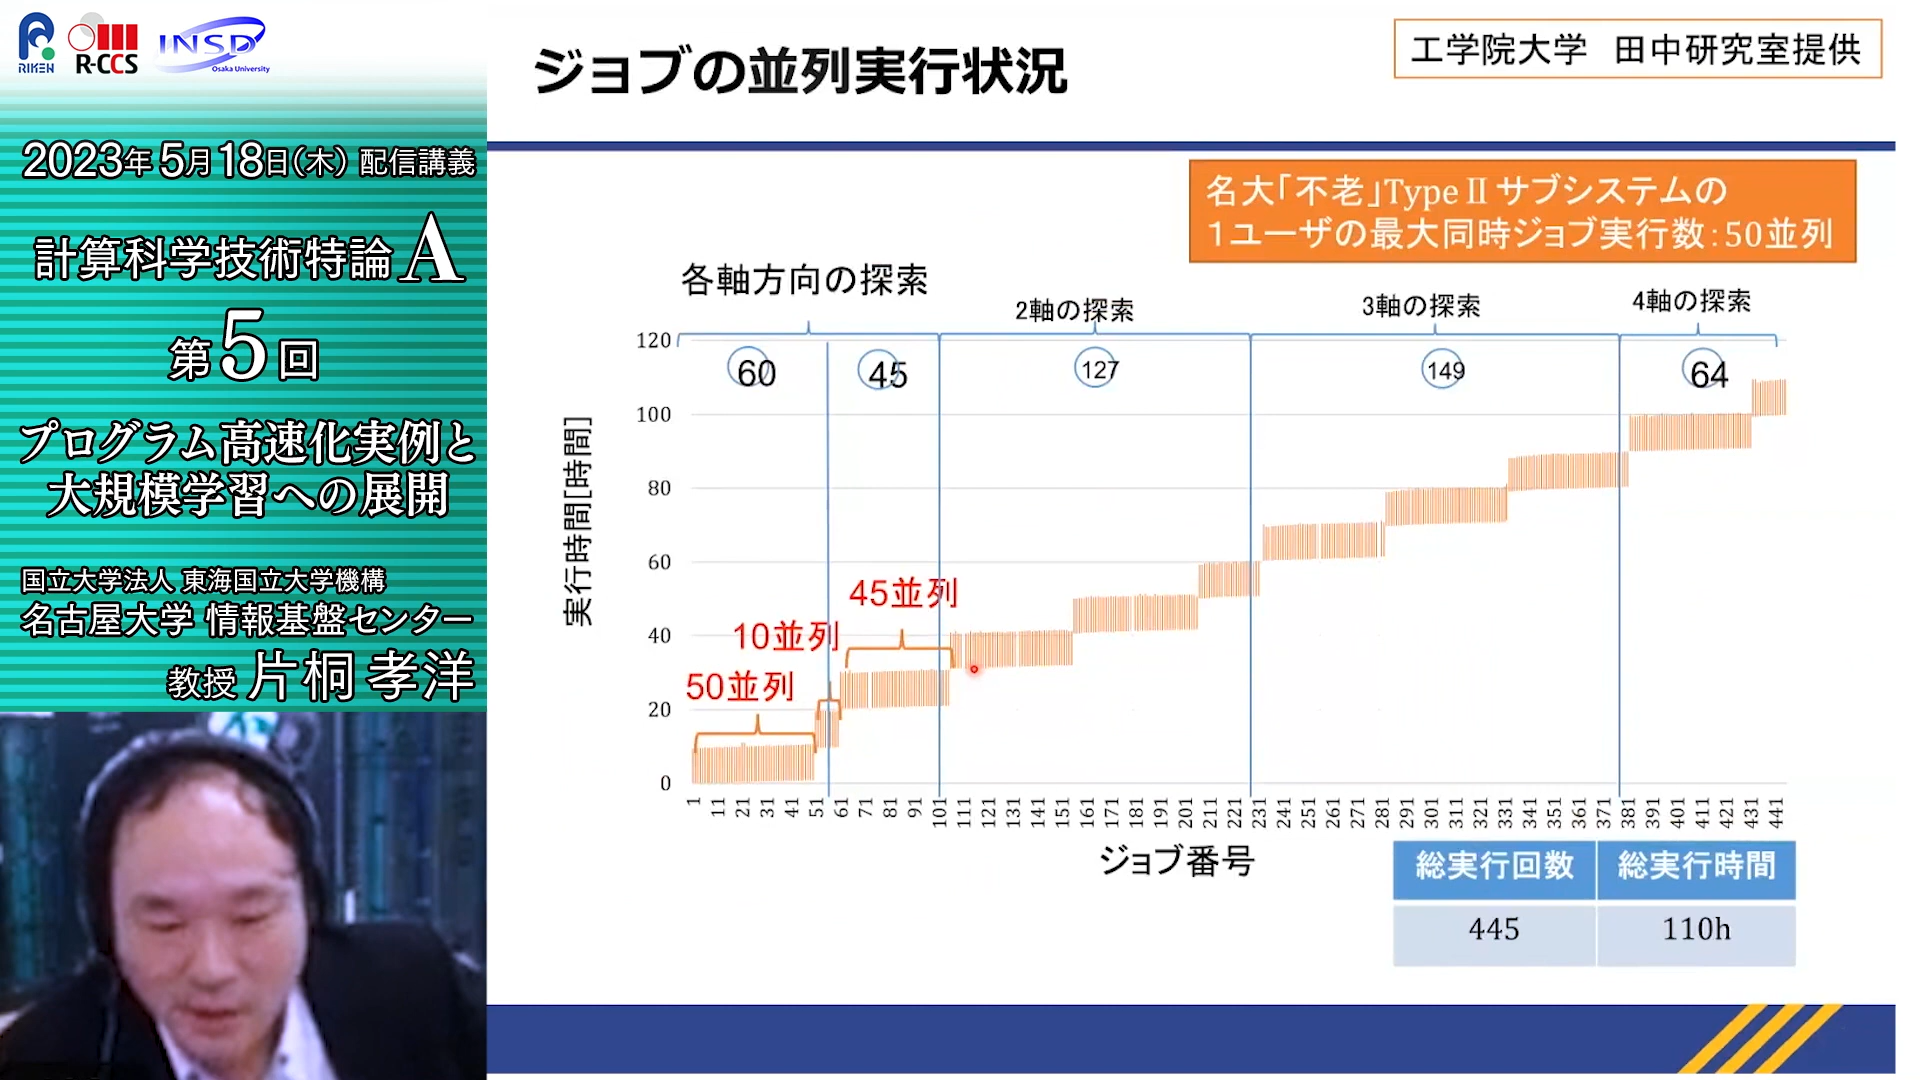 RIKEN
R-CCS
INSD
Osaka University
2023年5月18日(木) 配信講義
計算科学技術特論A
第5回
プログラム高速化実例と
大規模学習への展開
国立大学法人 東海国立大学機構
名古屋大学 情報基盤センター
教授 片桐 孝洋
ジョブの並列実行状況
工学院大学 田中研究室提供
名大「不老」Type Ⅱ サブシステムの
1ユーザの最大同時ジョブ実行数:50並列
各軸方向の探索
2軸の探索
3軸の探索
4軸の探索
60
45
127
149
64
120
100
80
60
40
20
0
実行時間[時間]
50並列
10並列
45並列
1 11 21 31 41 51 61 71 81 91 101 111 121 131 141 151 161 171 181 191 201 211 221 231 241 251 261 271 281 291 301 311 321 331 341 351 361 371 381 391 401 411 421 431 441
ジョブ番号
総実行回数 総実行時間
445 110h